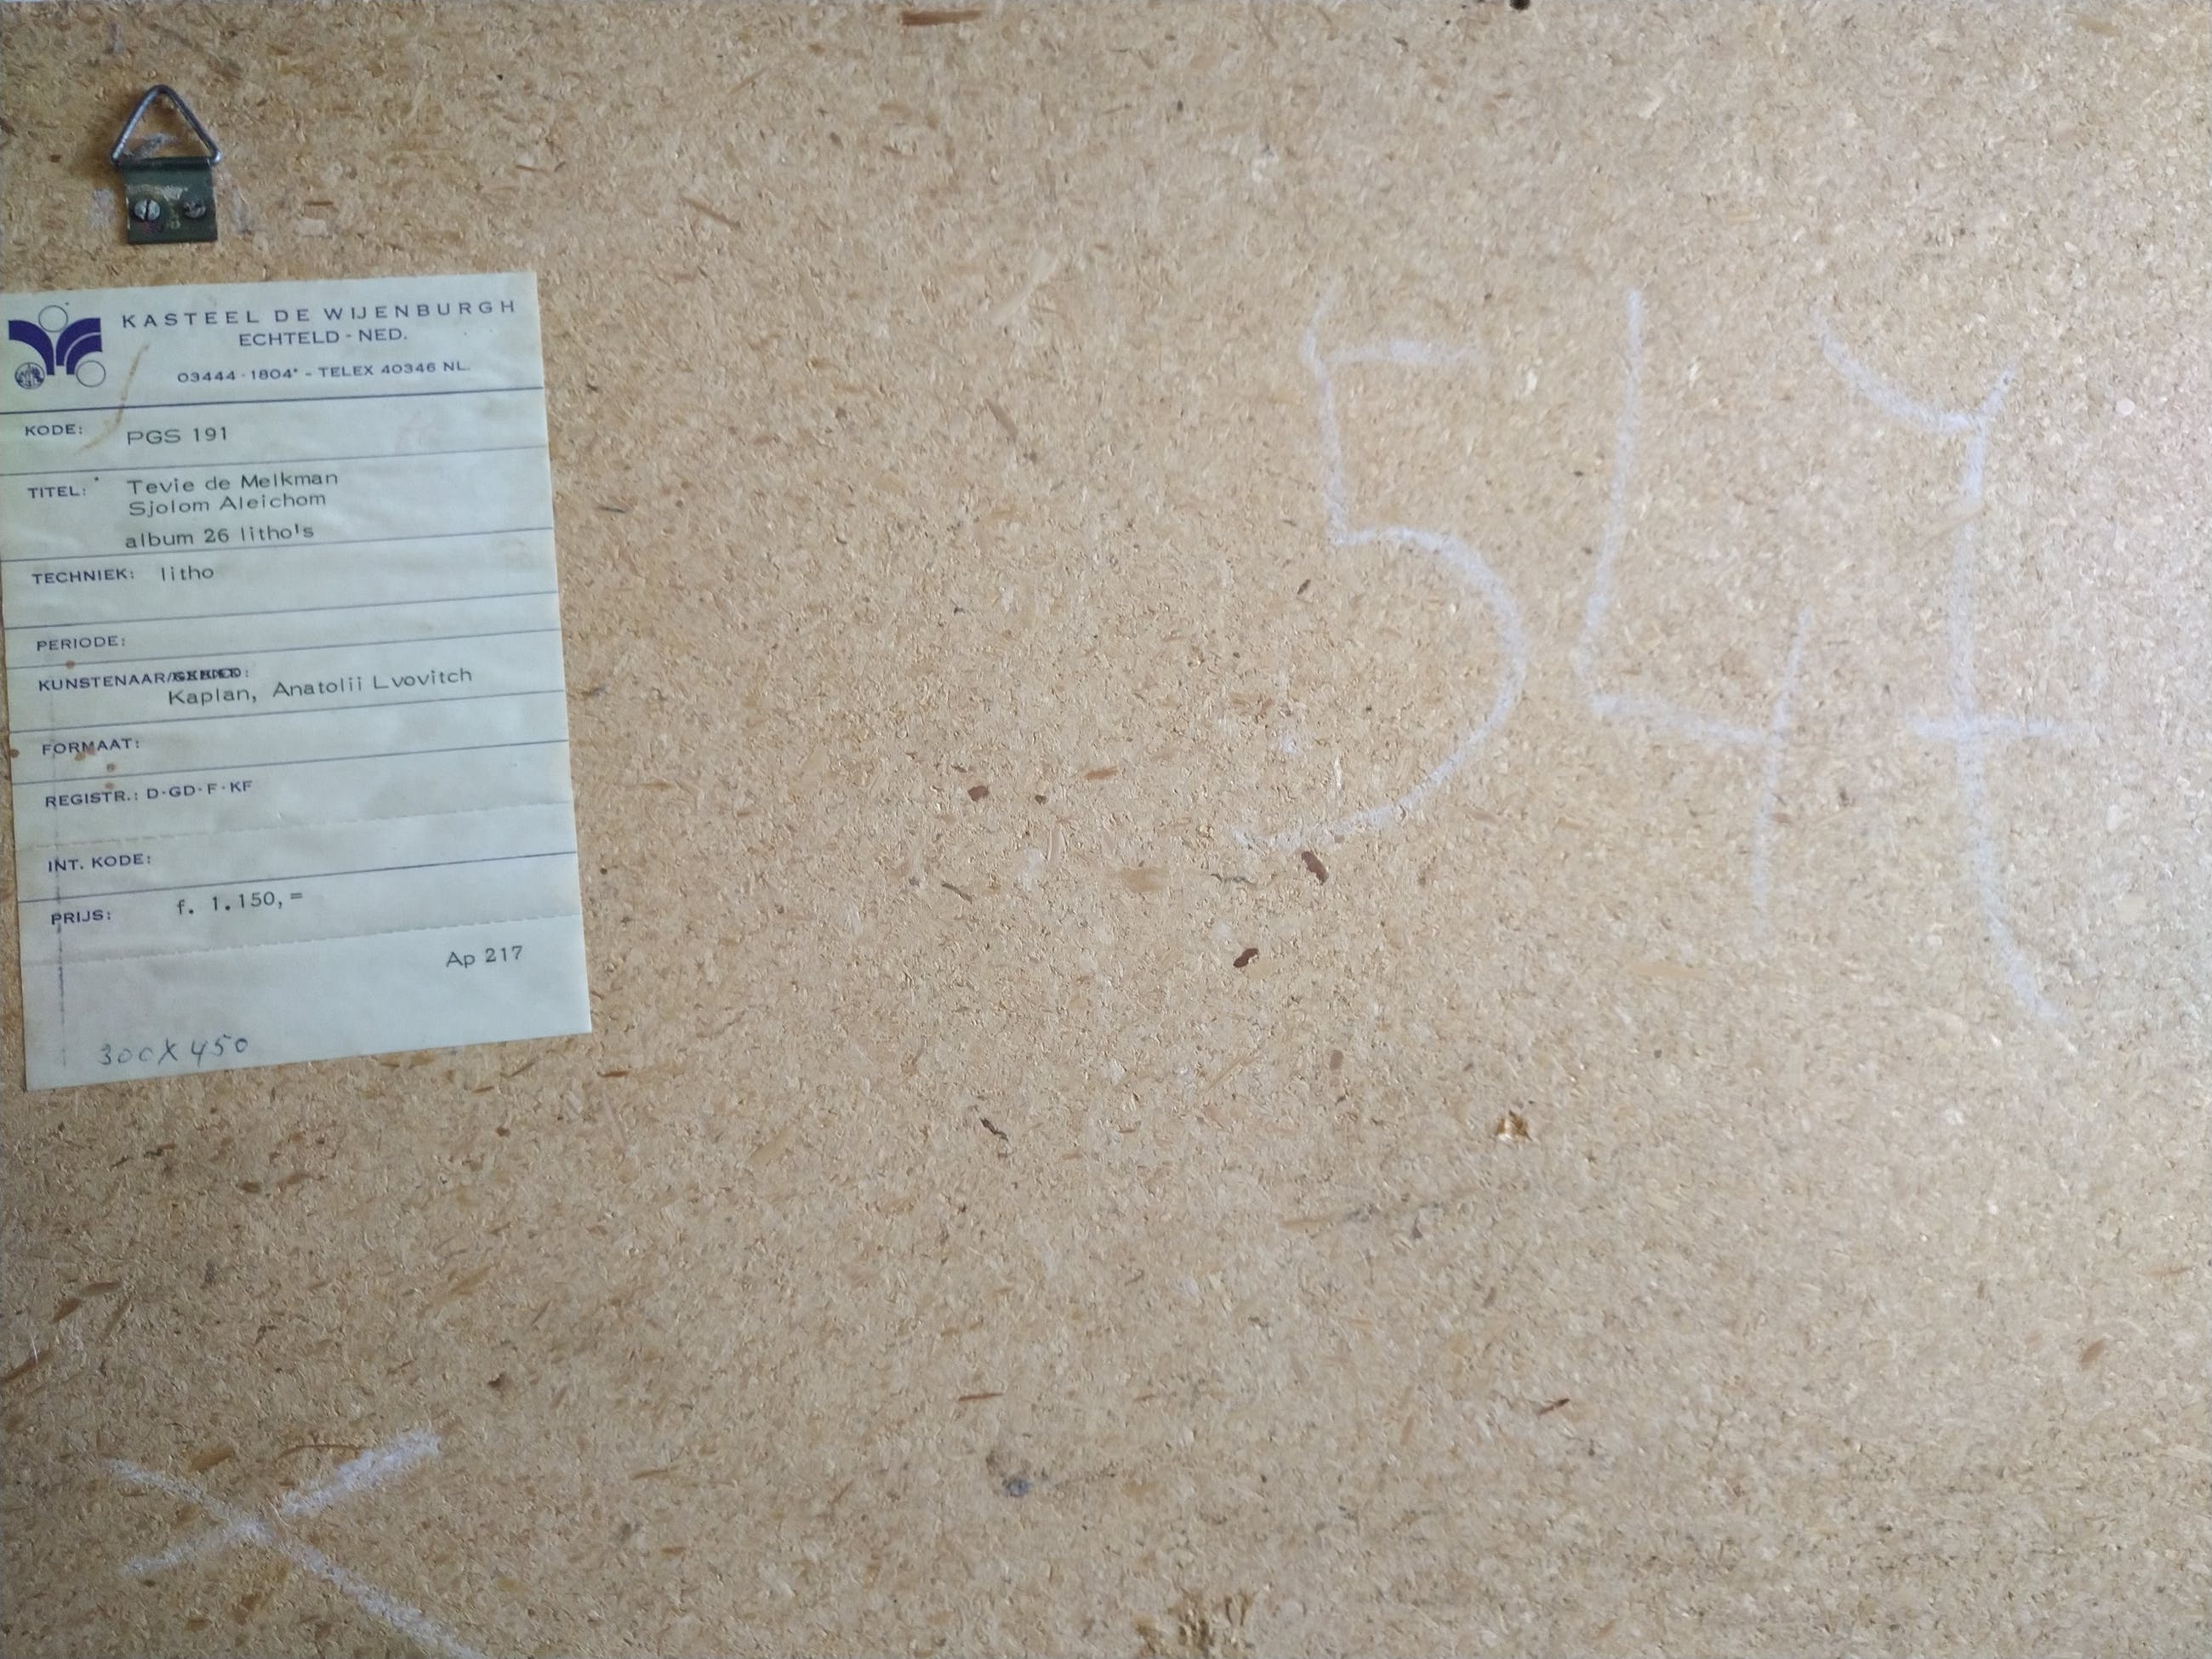 KASTEEL DE WIJENBURGH
ECHTELD - NED.
03444 - 1804* - TELEX 40346 NL.
KODE: PGS 191
TITEL: Tevie de Melkman
Sjolom Aleichom
album 26 litho's
TECHNIEK: litho
PERIODE:
KUNSTENAAR/
Kaplan, Anatolii Lvovitch
FORMAAT:
REGISTR.: D-GD-F-KF
INT. KODE:
PRIJS: f. 1.150,=
Ap 217
300X450
547
X